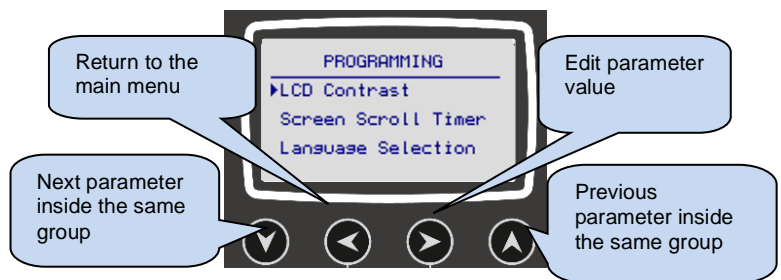 Return to the
main menu
PROGRAMMING
LCD Contrast
Screen Scroll Timer
Language Selection
Edit parameter
value
Next parameter
inside the same
group
Previous
parameter inside
the same group